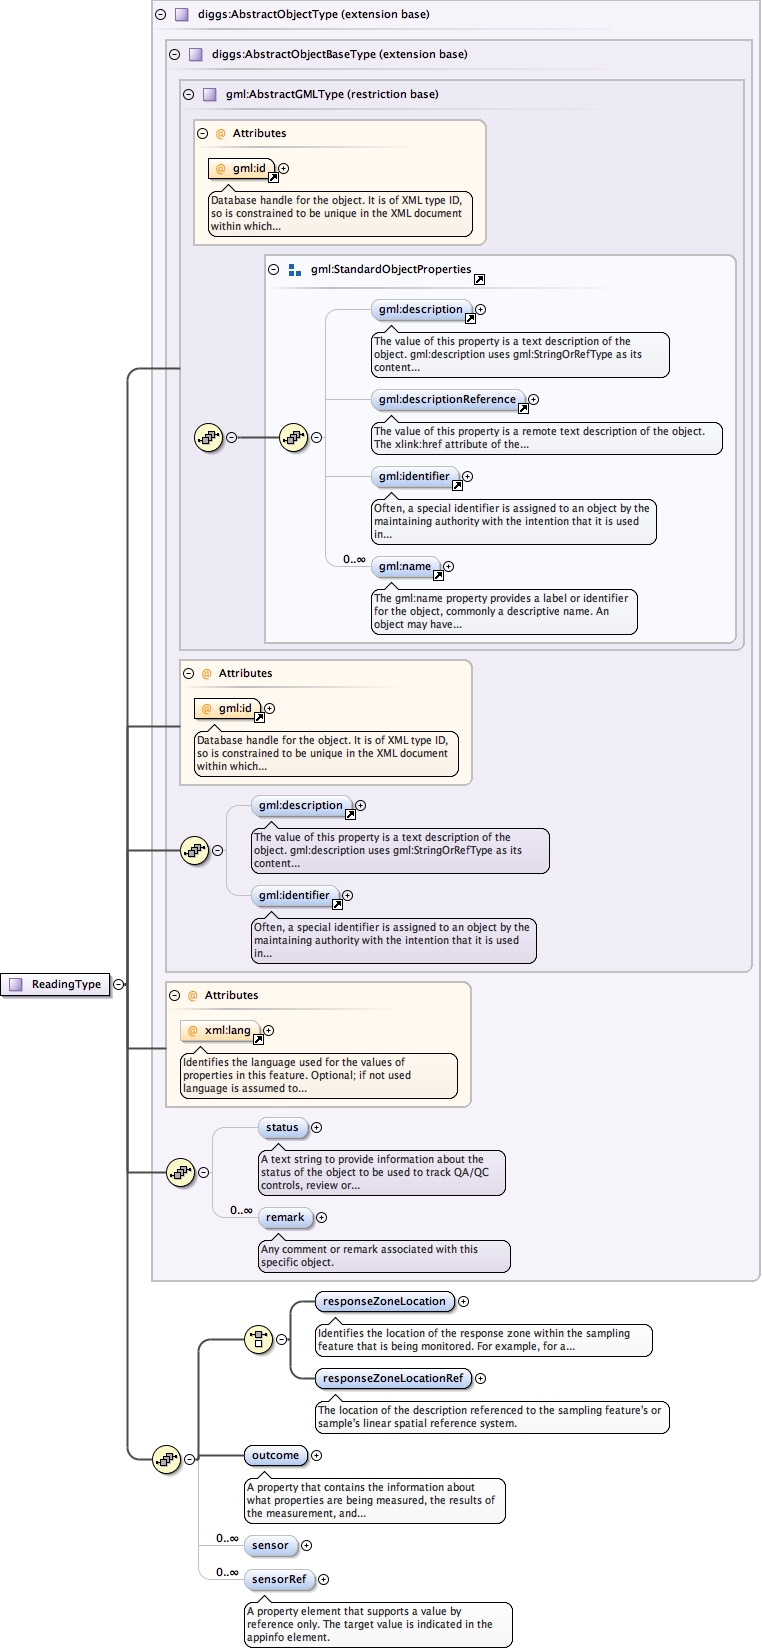 diggs:AbstractObjectType (extension base)
diggs:AbstractObjectBaseType (extension base)
gml:AbstractGMLType (restriction base)
@ Attributes
@ gml:id
Database handle for the object. It is of XML type ID,
so is constrained to be unique in the XML document
within which...
gml:StandardObjectProperties
gml:description
The value of this property is a text description of the
object. gml:description uses gml:StringOrRefType as its
content...
gml:descriptionReference
The value of this property is a remote text description of the object.
The xlink:href attribute of the...
gml:identifier
Often, a special identifier is assigned to an object by the
maintaining authority with the intention that it is used
in...
0..∞
gml:name
The gml:name property provides a label or identifier
for the object, commonly a descriptive name. An
object may have...
@ Attributes
@ gml:id
Database handle for the object. It is of XML type ID,
so is constrained to be unique in the XML document
within which...
gml:description
The value of this property is a text description of the
object. gml:description uses gml:StringOrRefType as its
content...
gml:identifier
Often, a special identifier is assigned to an object by the
maintaining authority with the intention that it is used
in...
ReadingType
@ Attributes
@ xml:lang
Identifies the language used for the values of
properties in this feature. Optional; if not used
language is assumed to...
status
A text string to provide information about the
status of the object to be used to track QA/QC
controls, review or...
0..∞
remark
Any comment or remark associated with this
specific object.
responseZoneLocation
Identifies the location of the response zone within the sampling
feature that is being monitored. For example, for a...
responseZoneLocationRef
The location of the description referenced to the sampling feature's or
sample's linear spatial reference system.
outcome
A property that contains the information about
what properties are being measured, the results of
the measurement, and...
0..∞
sensor
0..∞
sensorRef
A property element that supports a value by
reference only. The target value is indicated in the
appinfo element.